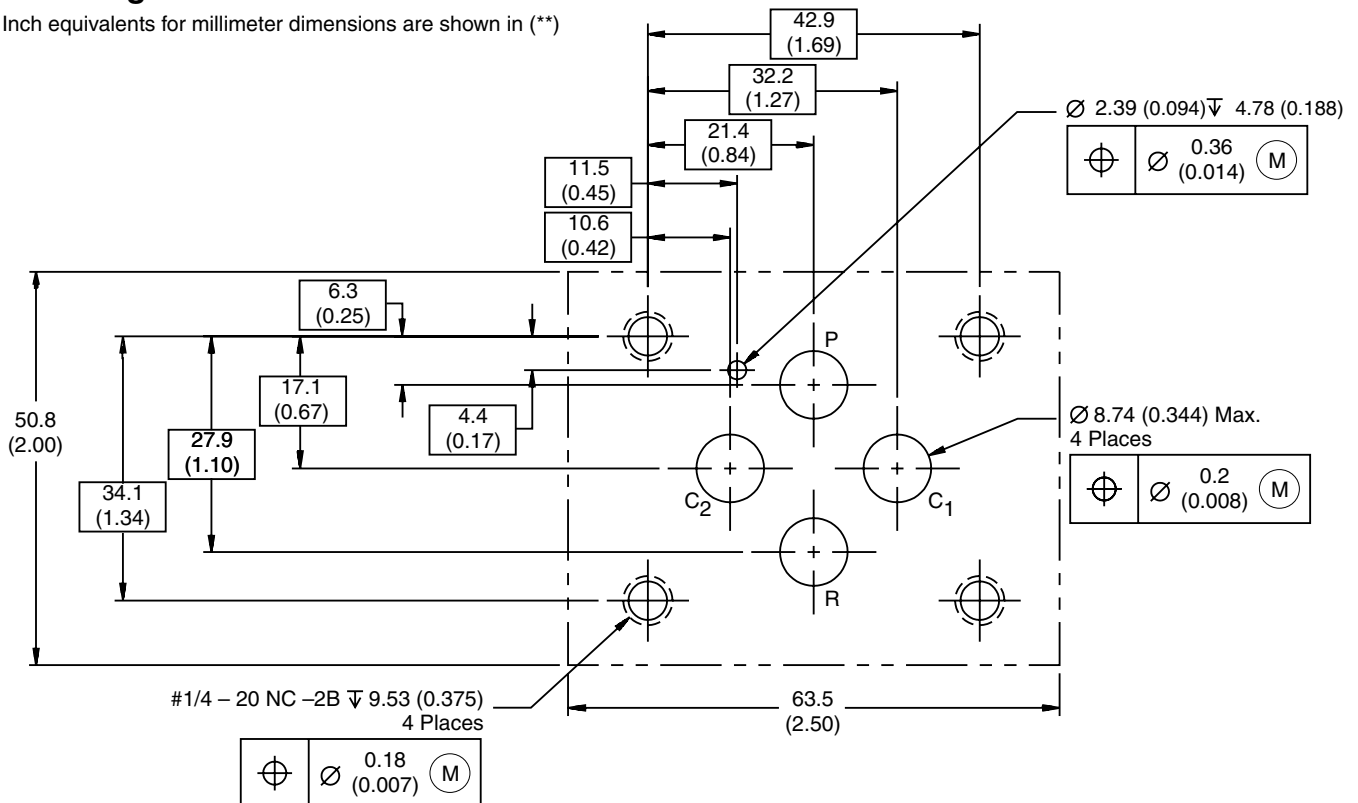 Inch equivalents for millimeter dimensions are shown in (**)
42.9
(1.69)
32.2
(1.27)
⌀ 2.39 (0.094)↧ 4.78 (0.188)
21.4
(0.84)
⌖ ⌀ 0.36
(0.014) Ⓜ
11.5
(0.45)
10.6
(0.42)
6.3
(0.25)
P
17.1
(0.67)
4.4
(0.17)
50.8
(2.00)
⌀ 8.74 (0.344) Max.
4 Places
27.9
(1.10)
⌖ ⌀ 0.2
(0.008) Ⓜ
34.1
(1.34)
C2
C1
R
#1/4 – 20 NC –2B ↧ 9.53 (0.375)
4 Places
63.5
(2.50)
⌖ ⌀ 0.18
(0.007) Ⓜ